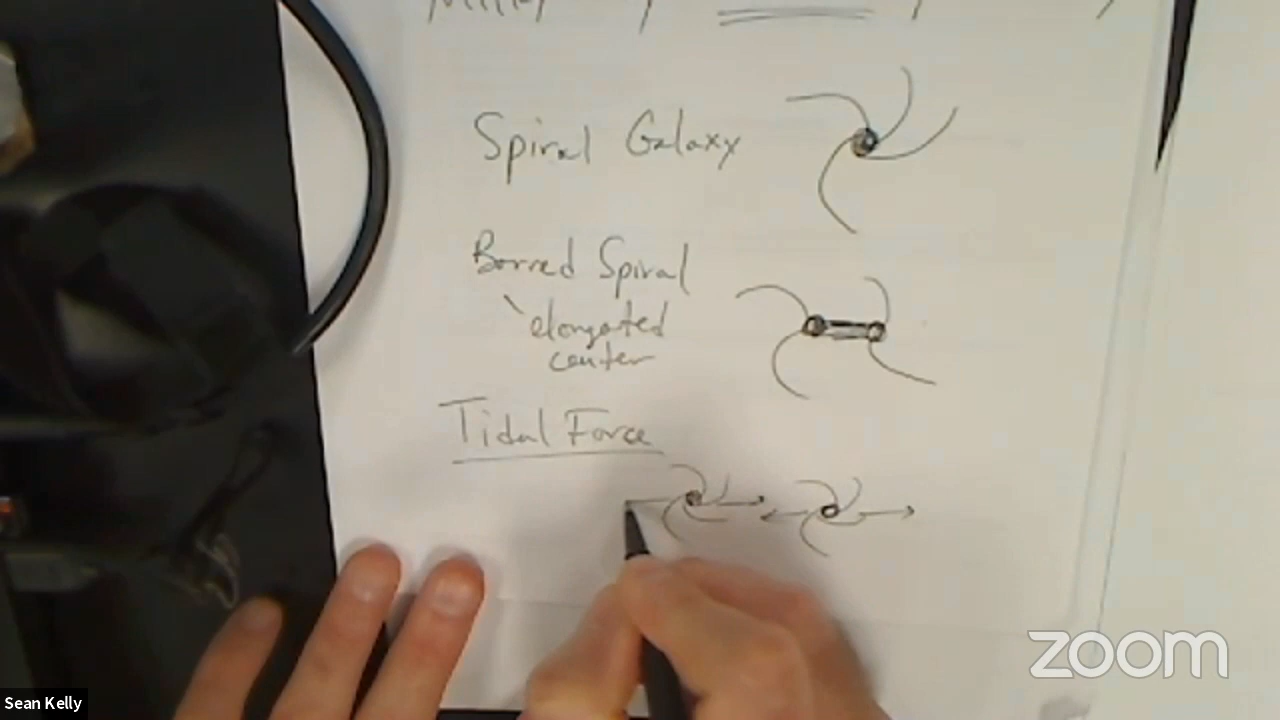 Spiral Galaxy
Barred Spiral
elongated
center
Tidal Force
zoom
Sean Kelly